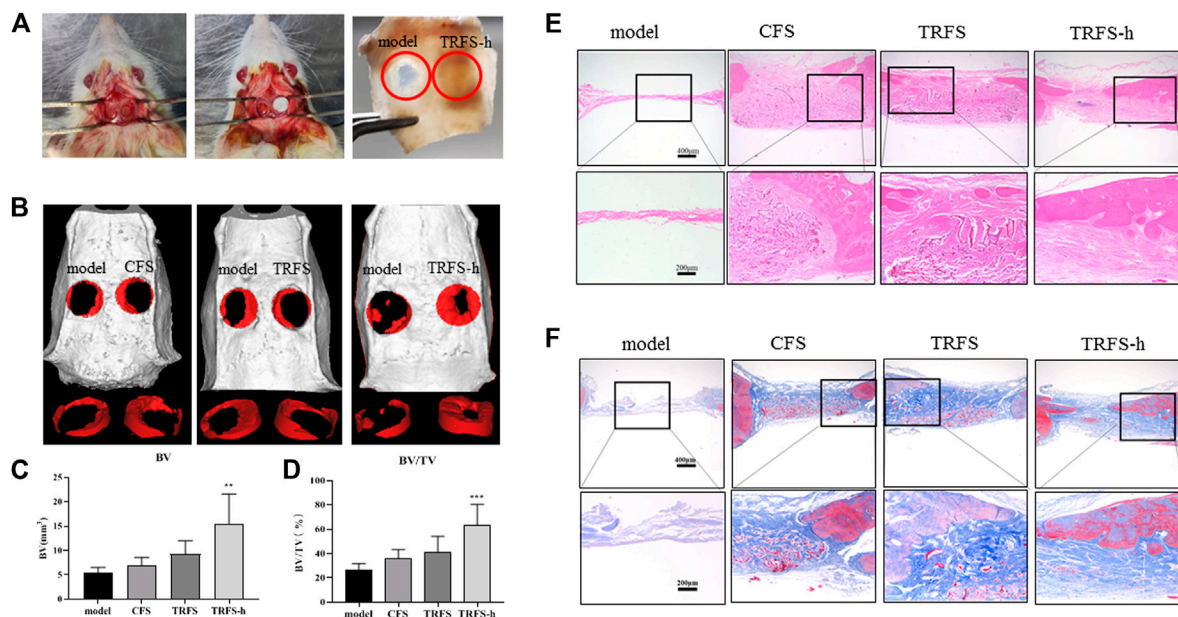 A
model TRFS-h
B
model CFS
TRFS
model
model TRFS-h
BV
BV/TV
C
BV(mm³)
25
20
15
10
5
0
**
model CFS TRFS TRFS-h
D
BV/TV（%）
100
80
60
40
20
0
***
model CFS TRFS TRFS-h
E
model CFS TRFS TRFS-h
400μm
200μm
F
model CFS TRFS TRFS-h
400μm
200μm